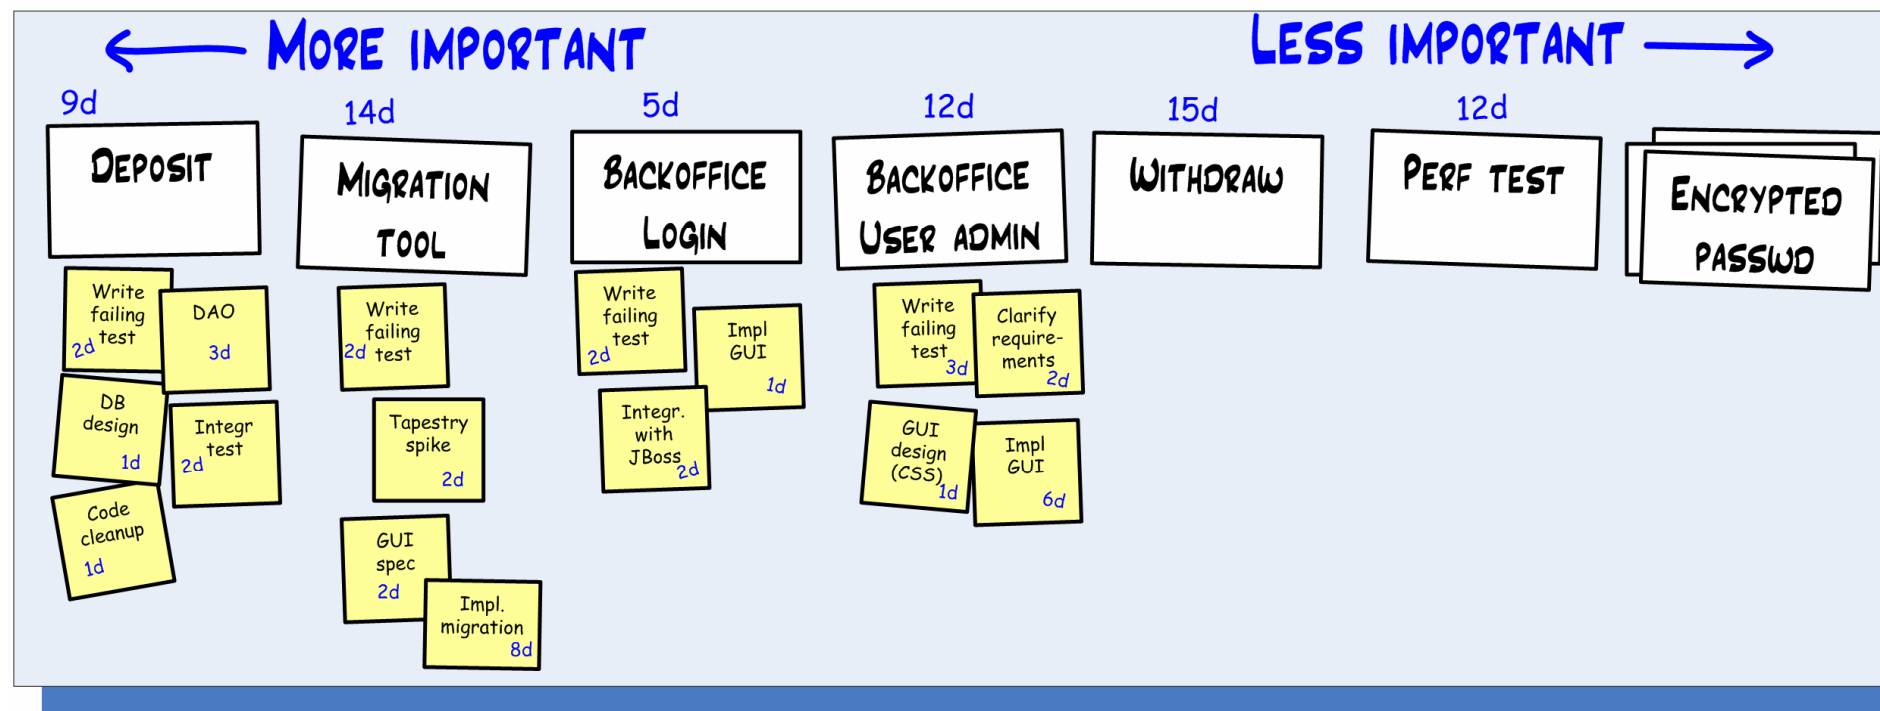 MORE IMPORTANT
LESS IMPORTANT
9d
DEPOSIT
Write
failing
test
2d
DAO
3d
DB
design
1d
Integr
test
2d
Code
cleanup
1d
14d
MIGRATION
TOOL
Write
failing
test
2d
Tapestry
spike
2d
GUI
spec
2d
Impl.
migration
8d
5d
BACKOFFICE
LOGIN
Write
failing
test
2d
Impl
GUI
1d
Integr.
with
JBoss
2d
12d
BACKOFFICE
USER ADMIN
Write
failing
test
3d
Clarify
require-
ments
2d
GUI
design
(CSS)
1d
Impl
GUI
6d
15d
WITHDRAW
12d
PERF TEST
ENCRYPTED
PASSWD